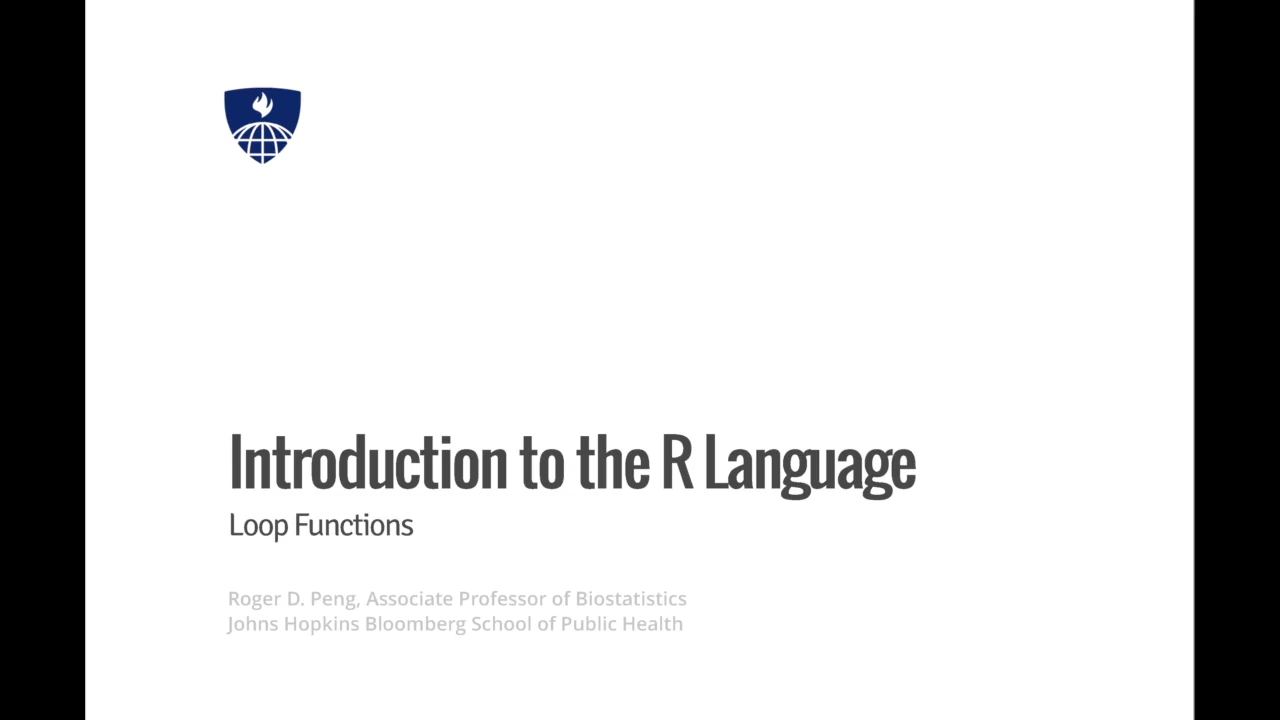 Introduction to the R Language
Loop Functions
Roger D. Peng, Associate Professor of Biostatistics
Johns Hopkins Bloomberg School of Public Health